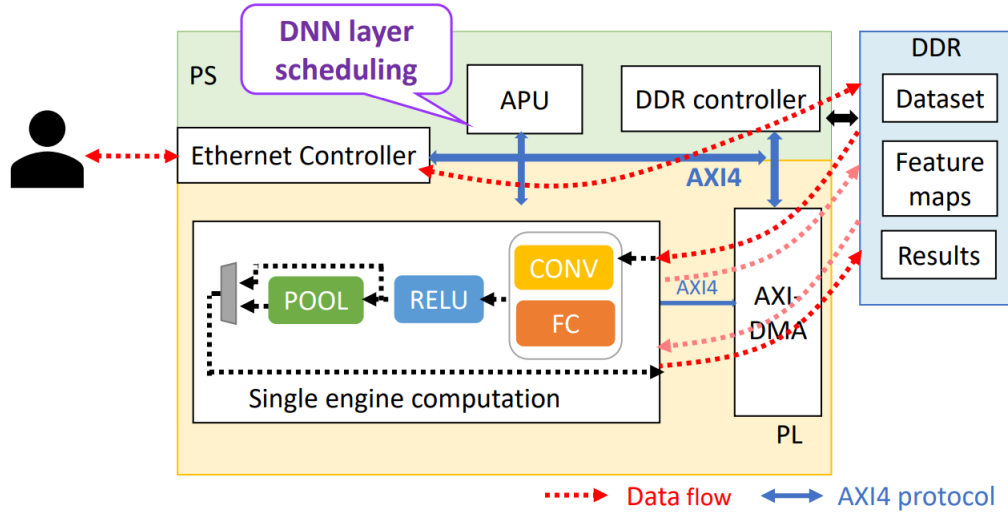 DNN layer
scheduling
PS
APU
DDR controller
DDR
Dataset
Ethernet Controller
AXI4
Feature
maps
Results
CONV
POOL
RELU
FC
AXI4
AXI-
DMA
Single engine computation
PL
Data flow
AXI4 protocol